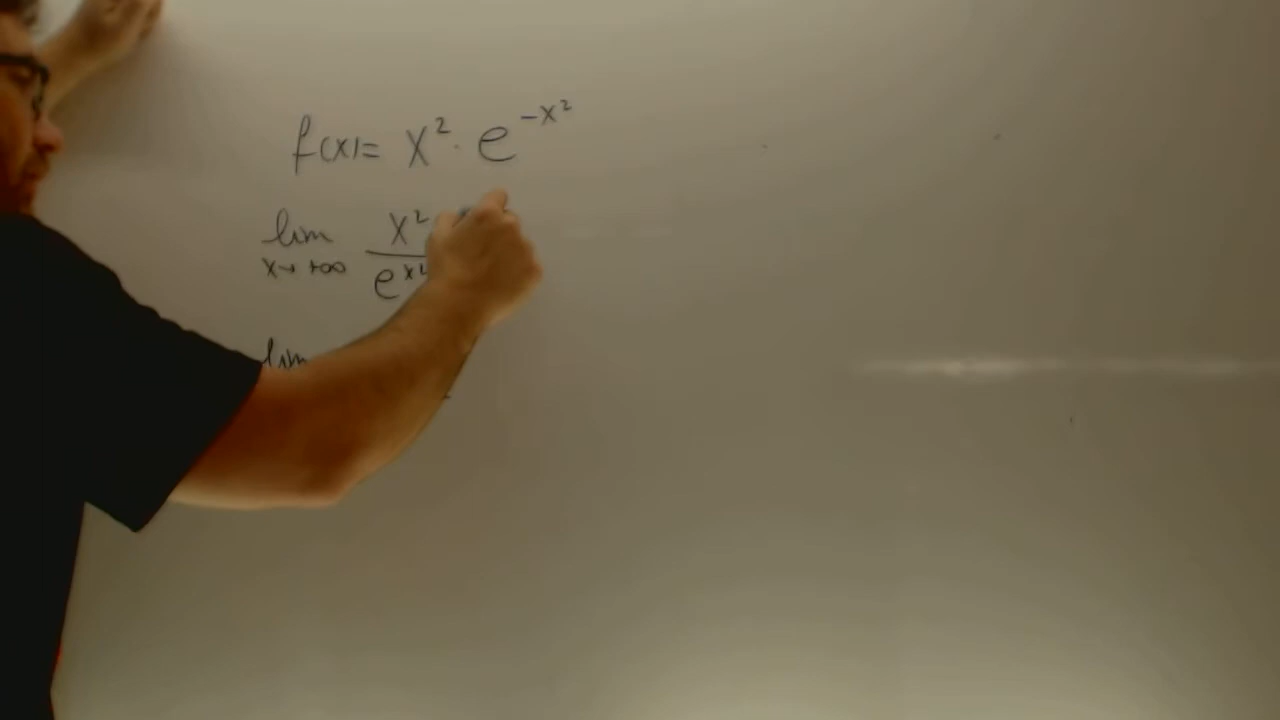 f(x)= x² · e^{-x²}
lim x→+∞ x²/e^{x²}
lim